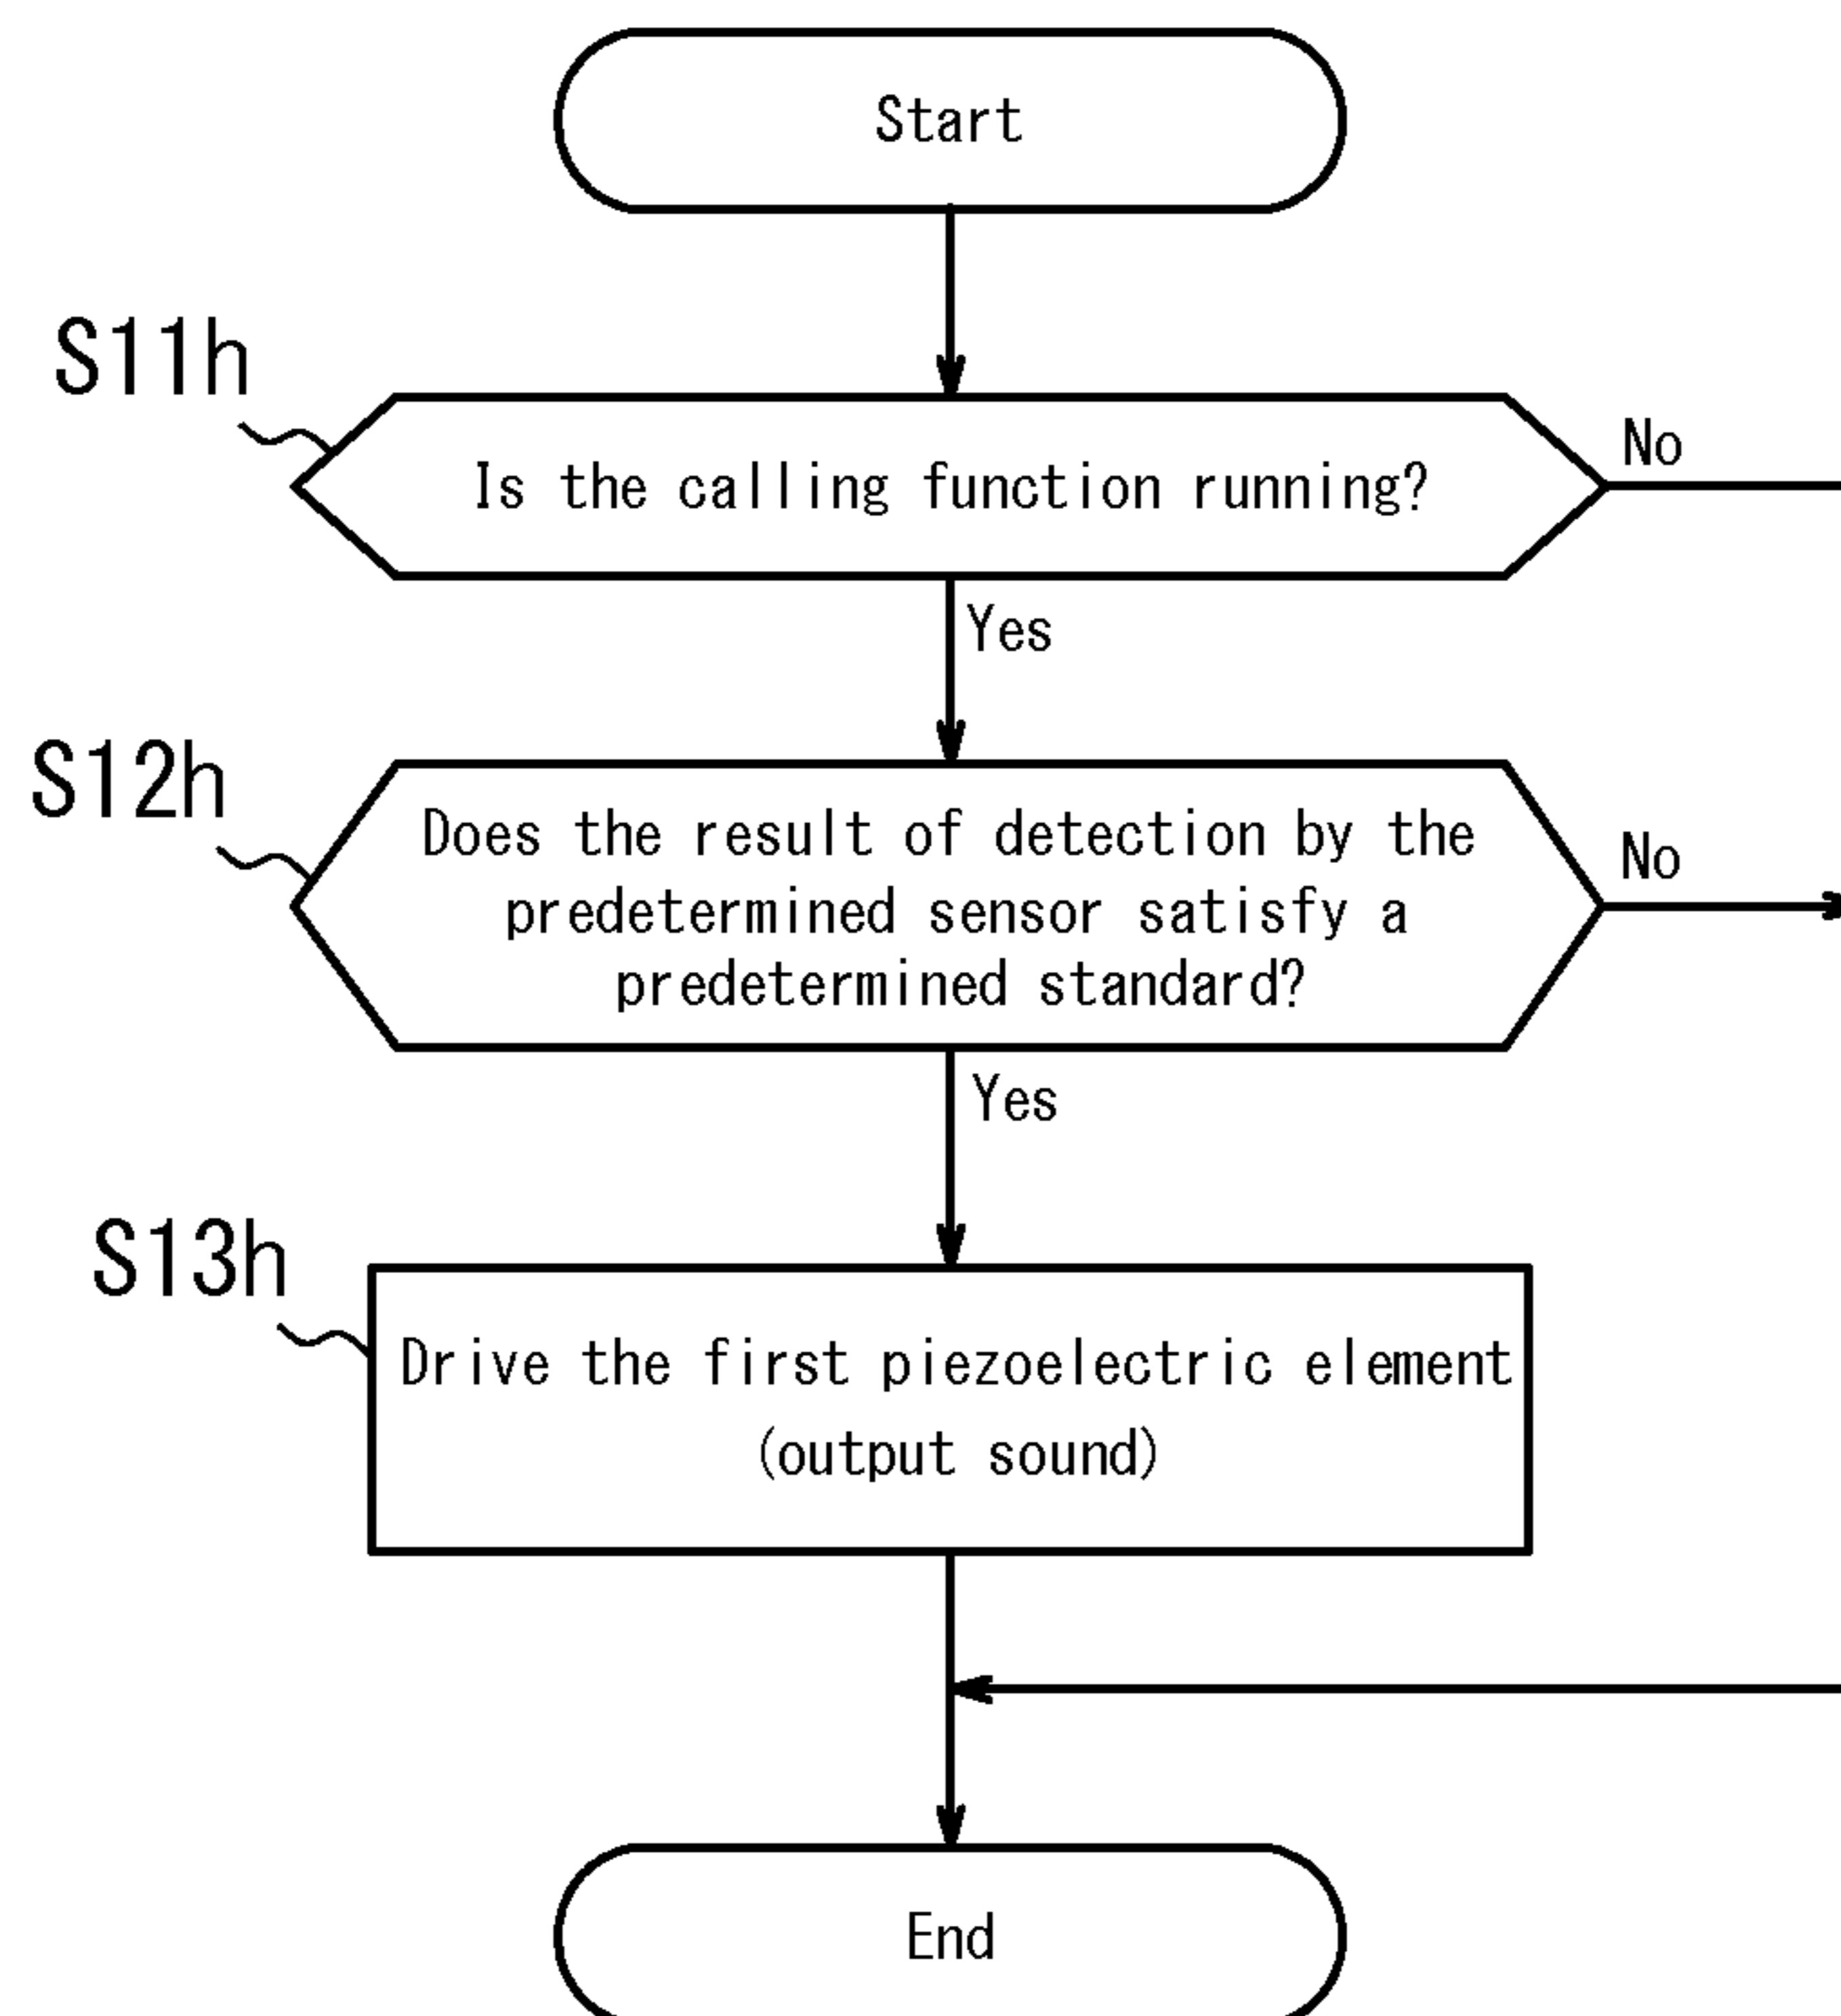 Start
S11h
Is the calling function running?
No
Yes
S12h
Does the result of detection by the
predetermined sensor satisfy a
predetermined standard?
No
Yes
S13h
Drive the first piezoelectric element
(output sound)
End